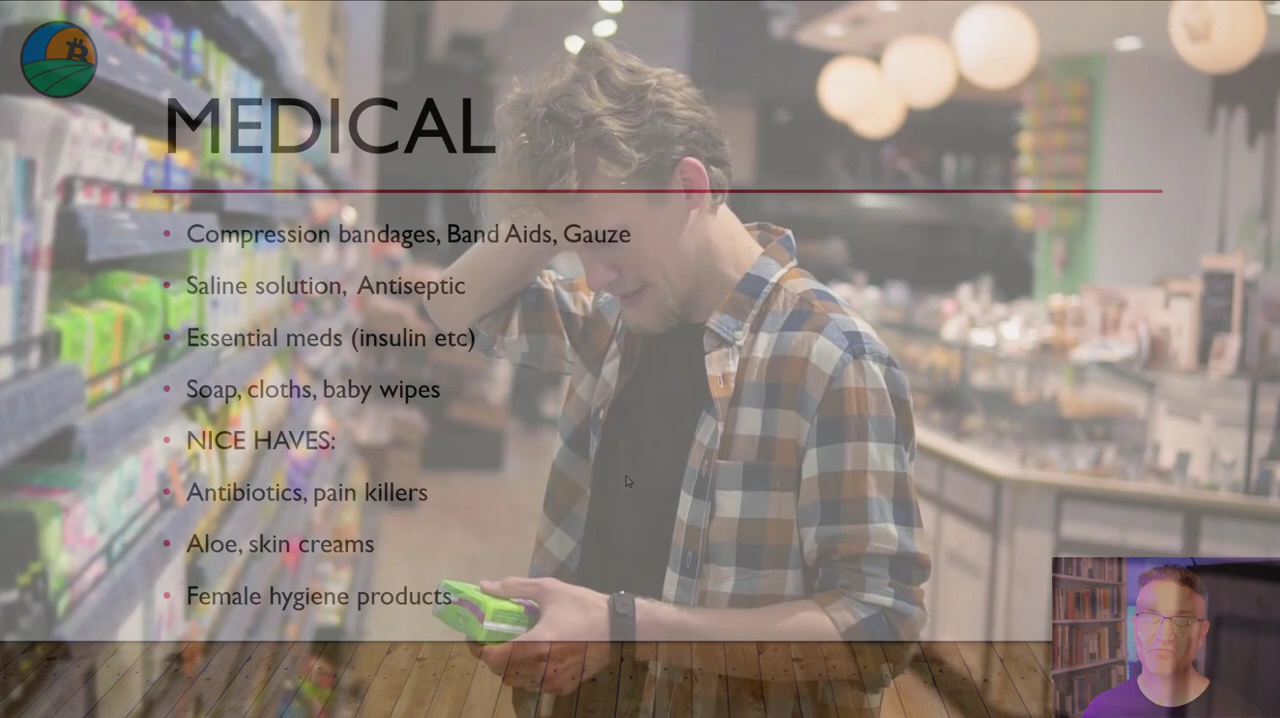 MEDICAL
• Compression bandages, Band Aids, Gauze
• Saline solution, Antiseptic
• Essential meds (insulin etc)
• Soap, cloths, baby wipes
• NICE HAVES:
• Antibiotics, pain killers
• Aloe, skin creams
• Female hygiene products